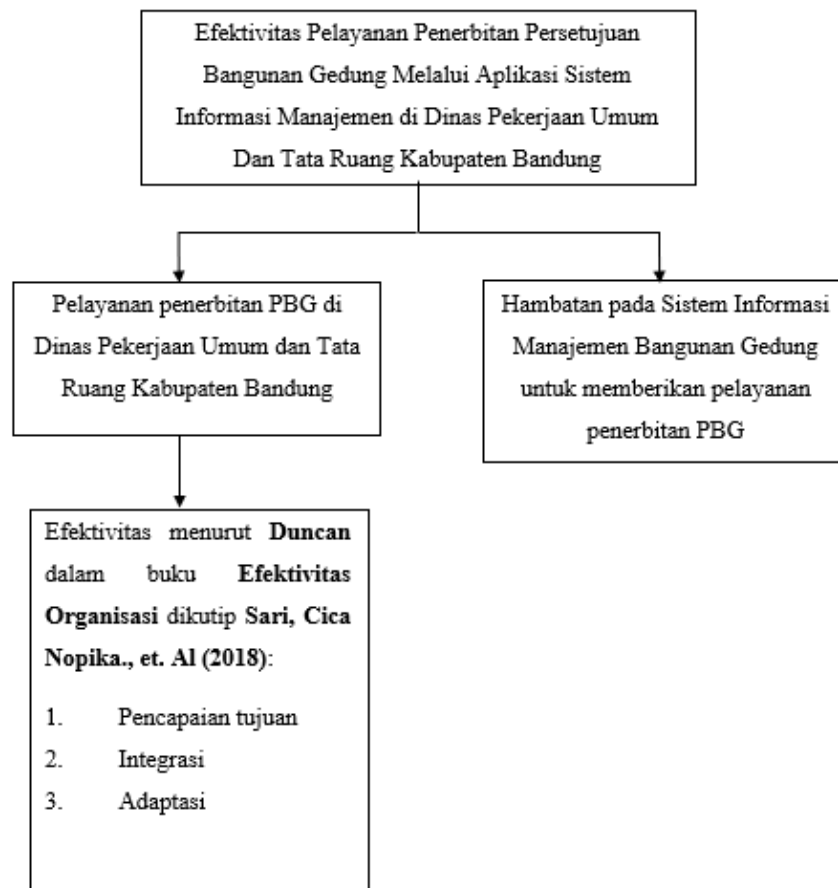 Efektivitas Pelayanan Penerbitan Persetujuan
Bangunan Gedung Melalui Aplikasi Sistem
Informasi Manajemen di Dinas Pekerjaan Umum
Dan Tata Ruang Kabupaten Bandung
Pelayanan penerbitan PBG di
Dinas Pekerjaan Umum dan Tata
Ruang Kabupaten Bandung
Hambatan pada Sistem Informasi
Manajemen Bangunan Gedung
untuk memberikan pelayanan
penerbitan PBG
Efektivitas menurut Duncan
dalam buku Efektivitas
Organisasi dikutip Sari, Cica
Nopika., et. Al (2018):
1. Pencapaian tujuan
2. Integrasi
3. Adaptasi